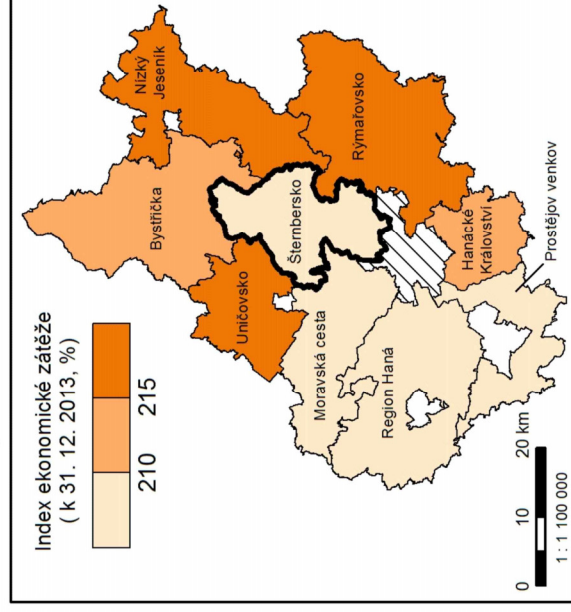 Index ekonomické zátěže
( k 31. 12. 2013, %)
210
215
Nízký
Jeseník
Bystřička
Rýmařovsko
Šternbersko
Uničovsko
Moravská cesta
Hanácké
Království
Region Haná
Prostějov venkov
0
10
20 km
1 : 1 100 000